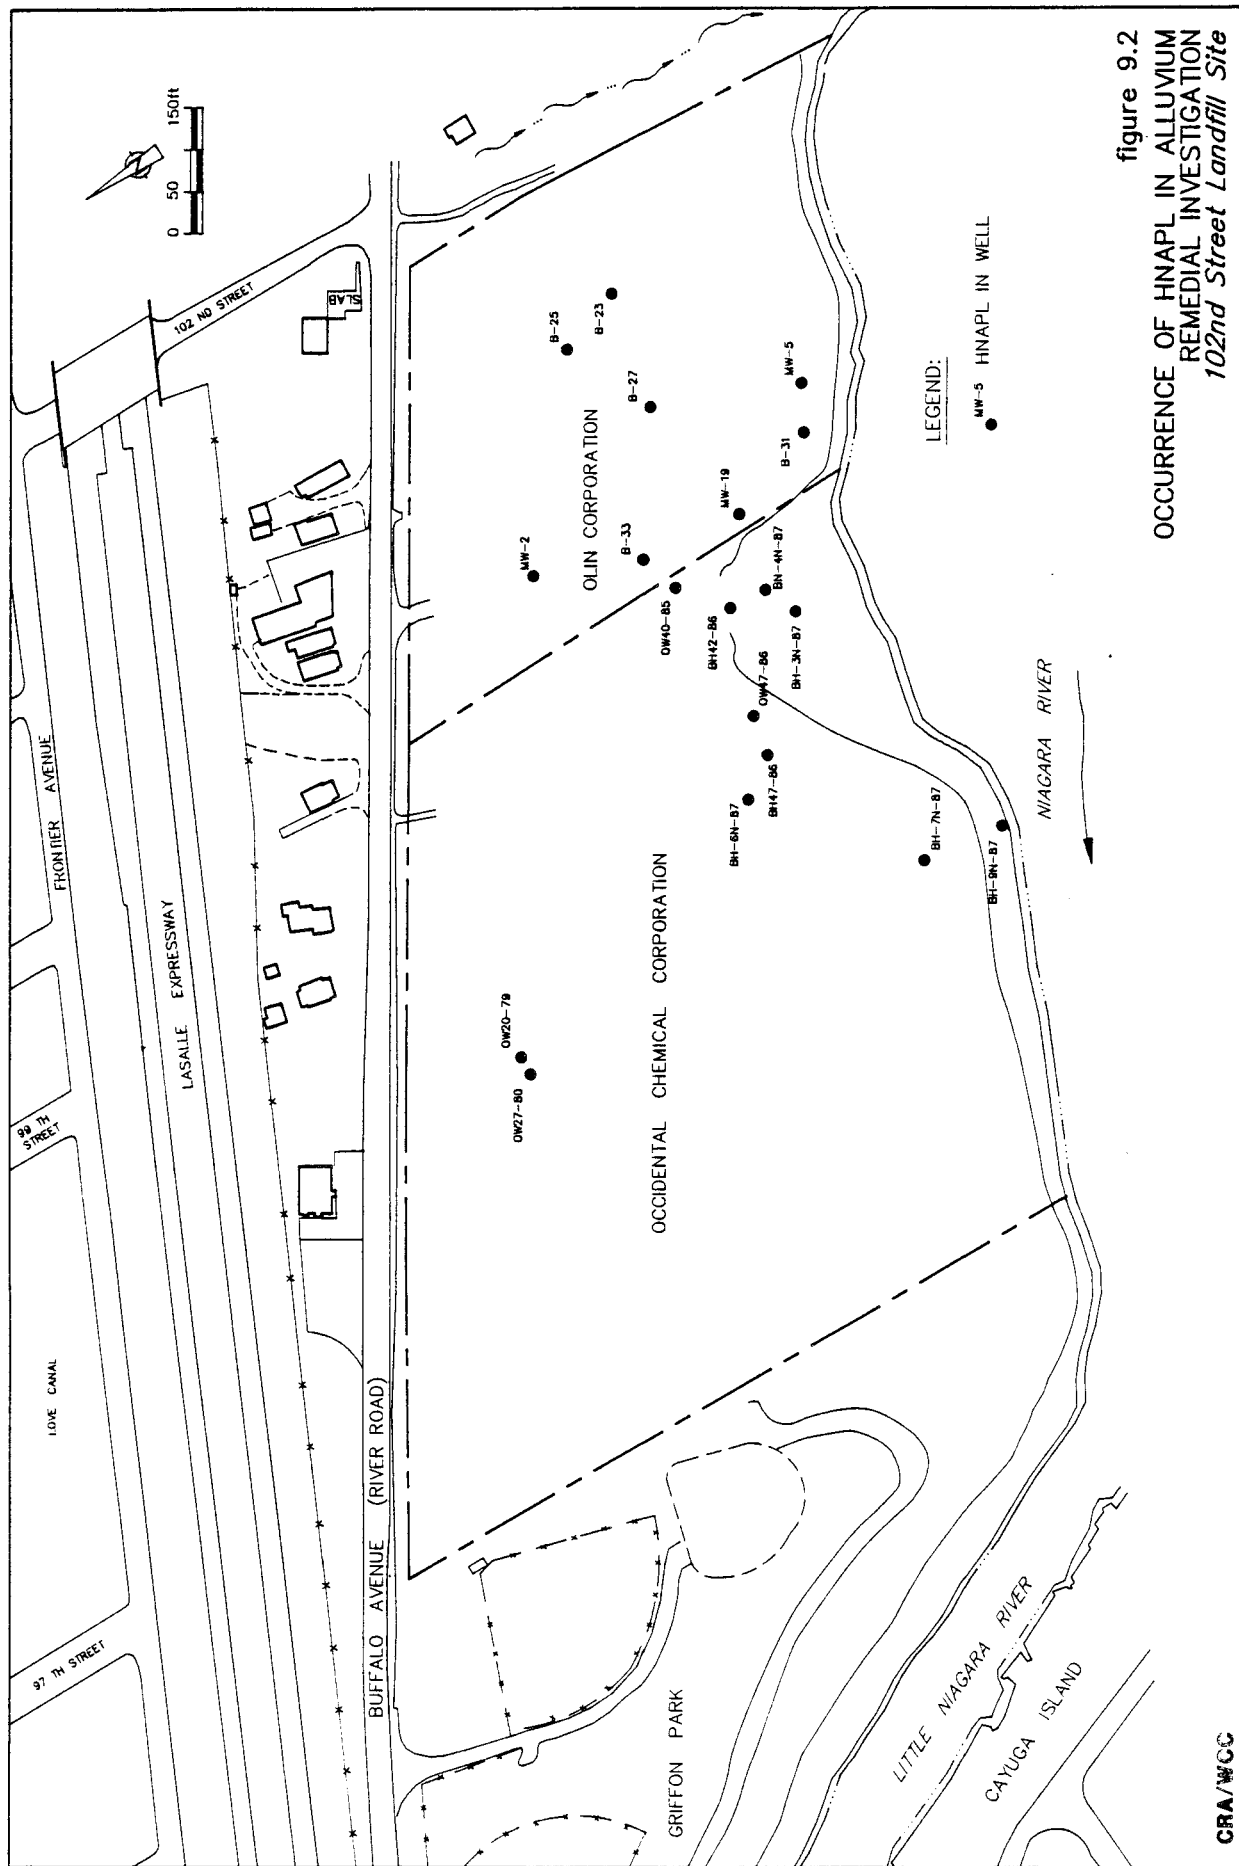 LOVE CANAL
97 TH STREET
99 TH
STREET
FRONTIER AVENUE
LASALLE EXPRESSWAY
102 ND STREET
SLAB
0 50 150ft
BUFFALO AVENUE (RIVER ROAD)
GRIFFON PARK
OW27-80
OW20-79
MW-2
B-25
B-23
B-27
OLIN CORPORATION
B-33
OW40-85
OCCIDENTAL CHEMICAL CORPORATION
MW-19
MW-5
B-31
BH42-86
BN-4N-87
BH-3N-87
OW47-86
BH47-86
BH-6N-87
BH-7N-87
BH-9N-87
LITTLE NIAGARA RIVER
CAYUGA ISLAND
NIAGARA RIVER
LEGEND:
MW-5 HNAPL IN WELL
figure 9.2
OCCURRENCE OF HNAPL IN ALLUVIUM
REMEDIAL INVESTIGATION
102nd Street Landfill Site
CRA/WCC